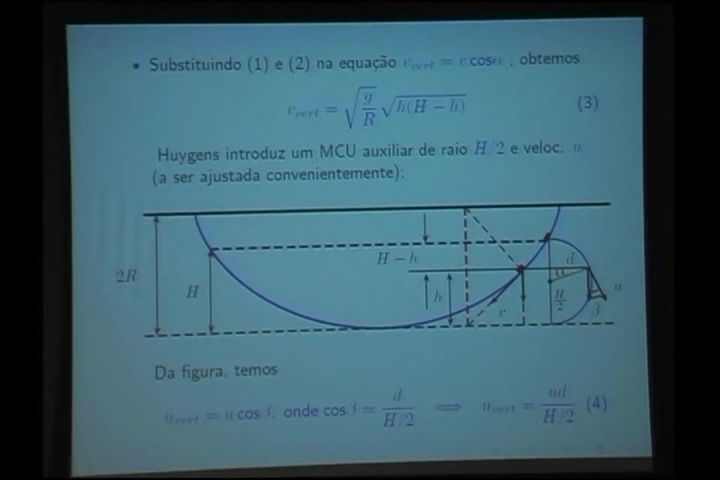 • Substituindo (1) e (2) na equação v_vert = v cos α , obtemos
v_vert = √(g/R) √(h(H − h)) (3)
Huygens introduz um MCU auxiliar de raio H/2 e veloc. u
(a ser ajustada convenientemente):
2R
H
H − h
h
v
d
H/2
β
u
Da figura, temos
u_vert = u cos β, onde cos β = d/(H/2) ⟹ u_vert = ud/(H/2) (4)